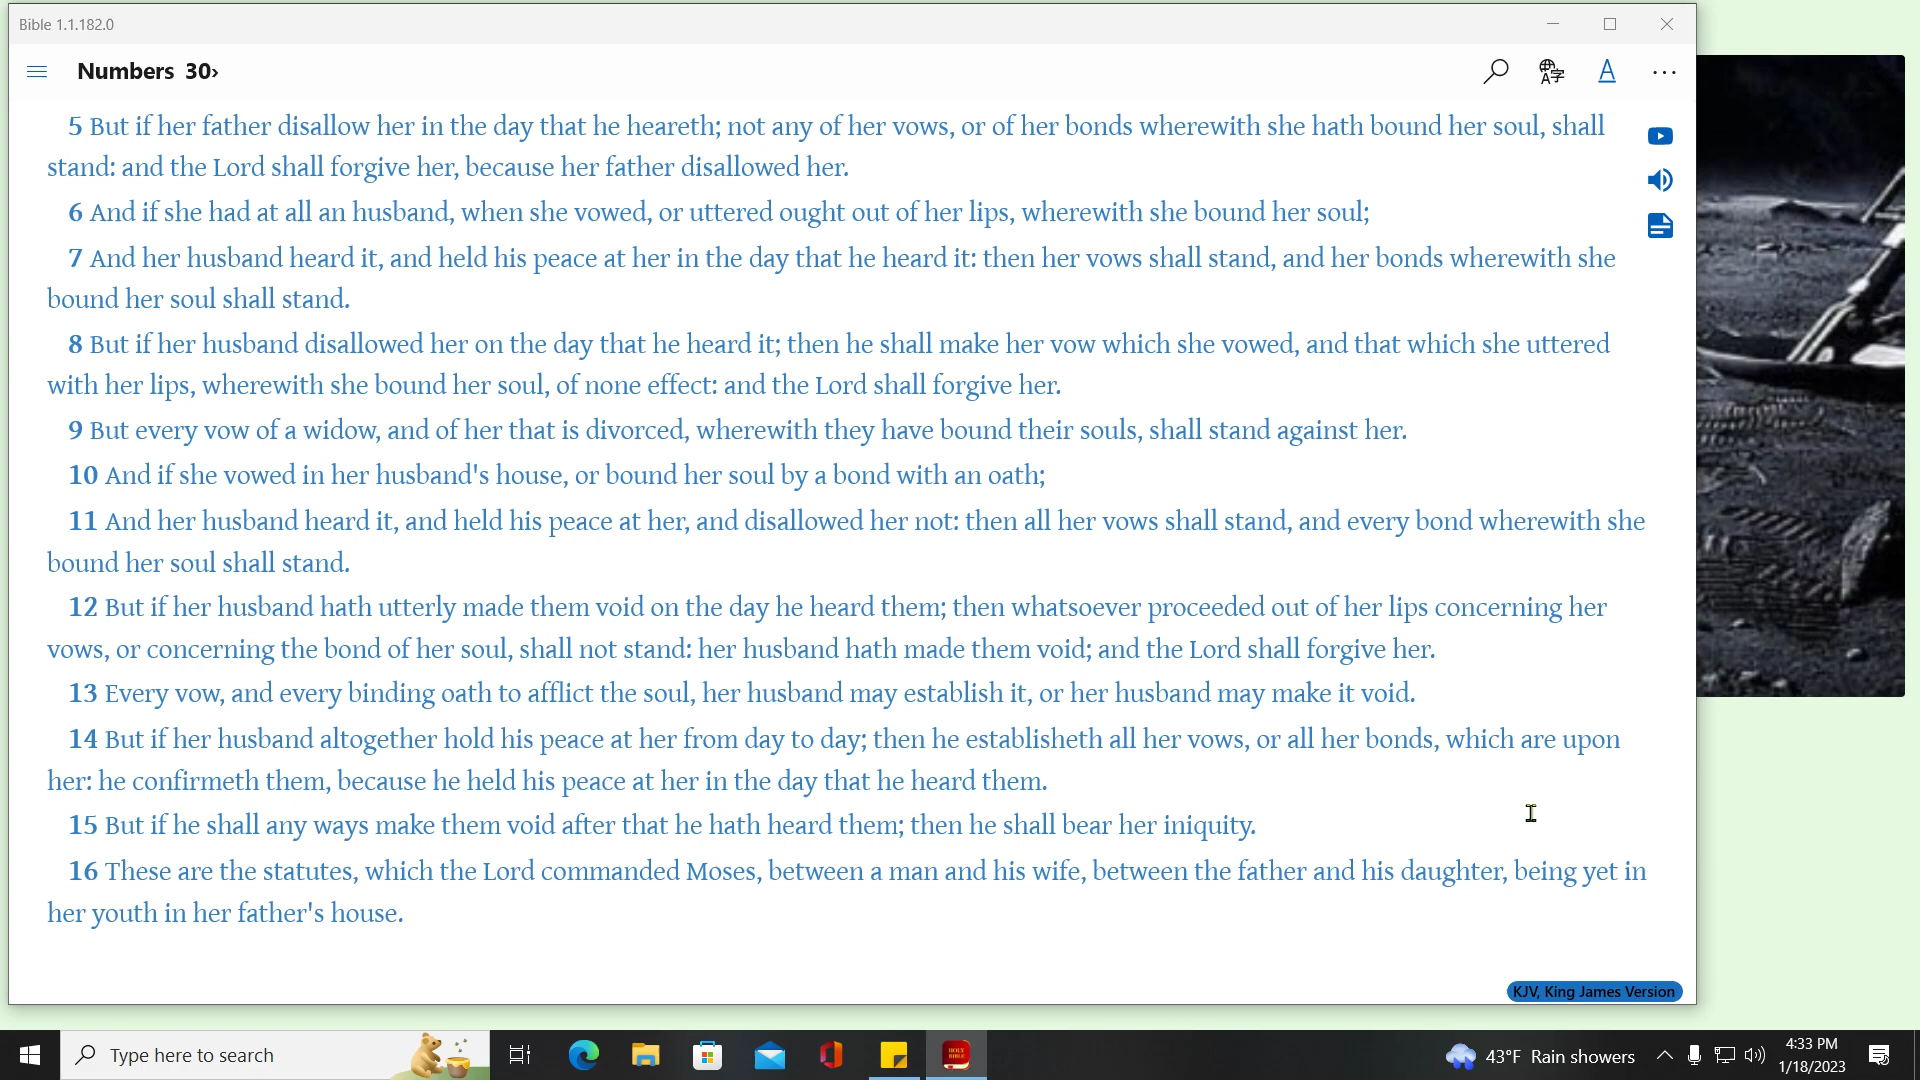 Bible 1.1.182.0
Numbers 30›
5 But if her father disallow her in the day that he heareth; not any of her vows, or of her bonds wherewith she hath bound her soul, shall
stand: and the Lord shall forgive her, because her father disallowed her.
6 And if she had at all an husband, when she vowed, or uttered ought out of her lips, wherewith she bound her soul;
7 And her husband heard it, and held his peace at her in the day that he heard it: then her vows shall stand, and her bonds wherewith she
bound her soul shall stand.
8 But if her husband disallowed her on the day that he heard it; then he shall make her vow which she vowed, and that which she uttered
with her lips, wherewith she bound her soul, of none effect: and the Lord shall forgive her.
9 But every vow of a widow, and of her that is divorced, wherewith they have bound their souls, shall stand against her.
10 And if she vowed in her husband's house, or bound her soul by a bond with an oath;
11 And her husband heard it, and held his peace at her, and disallowed her not: then all her vows shall stand, and every bond wherewith she
bound her soul shall stand.
12 But if her husband hath utterly made them void on the day he heard them; then whatsoever proceeded out of her lips concerning her
vows, or concerning the bond of her soul, shall not stand: her husband hath made them void; and the Lord shall forgive her.
13 Every vow, and every binding oath to afflict the soul, her husband may establish it, or her husband may make it void.
14 But if her husband altogether hold his peace at her from day to day; then he establisheth all her vows, or all her bonds, which are upon
her: he confirmeth them, because he held his peace at her in the day that he heard them.
15 But if he shall any ways make them void after that he hath heard them; then he shall bear her iniquity.
16 These are the statutes, which the Lord commanded Moses, between a man and his wife, between the father and his daughter, being yet in
her youth in her father's house.
KJV, King James Version
Type here to search
HOLY BIBLE
43°F Rain showers
4:33 PM
1/18/2023